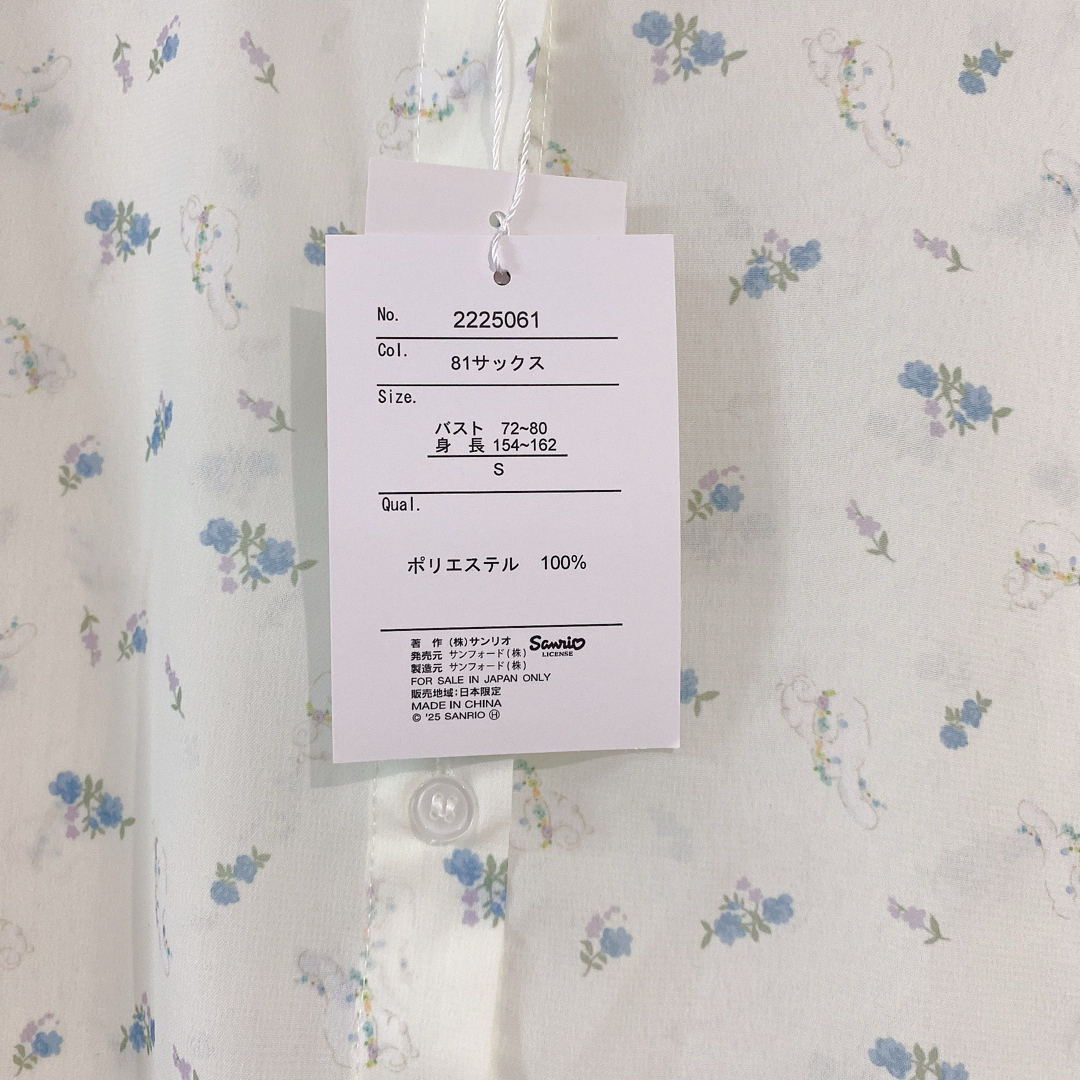 No. 2225061
Col. 81サックス
Size.
バスト 72~80
身 長 154~162
S
Qual.
ポリエステル 100%
著 作 (株)サンリオ
発売元 サンフォード(株)
製造元 サンフォード(株)
Sanrio
LICENSE
FOR SALE IN JAPAN ONLY
販売地域:日本限定
MADE IN CHINA
© '25 SANRIO Ⓗ